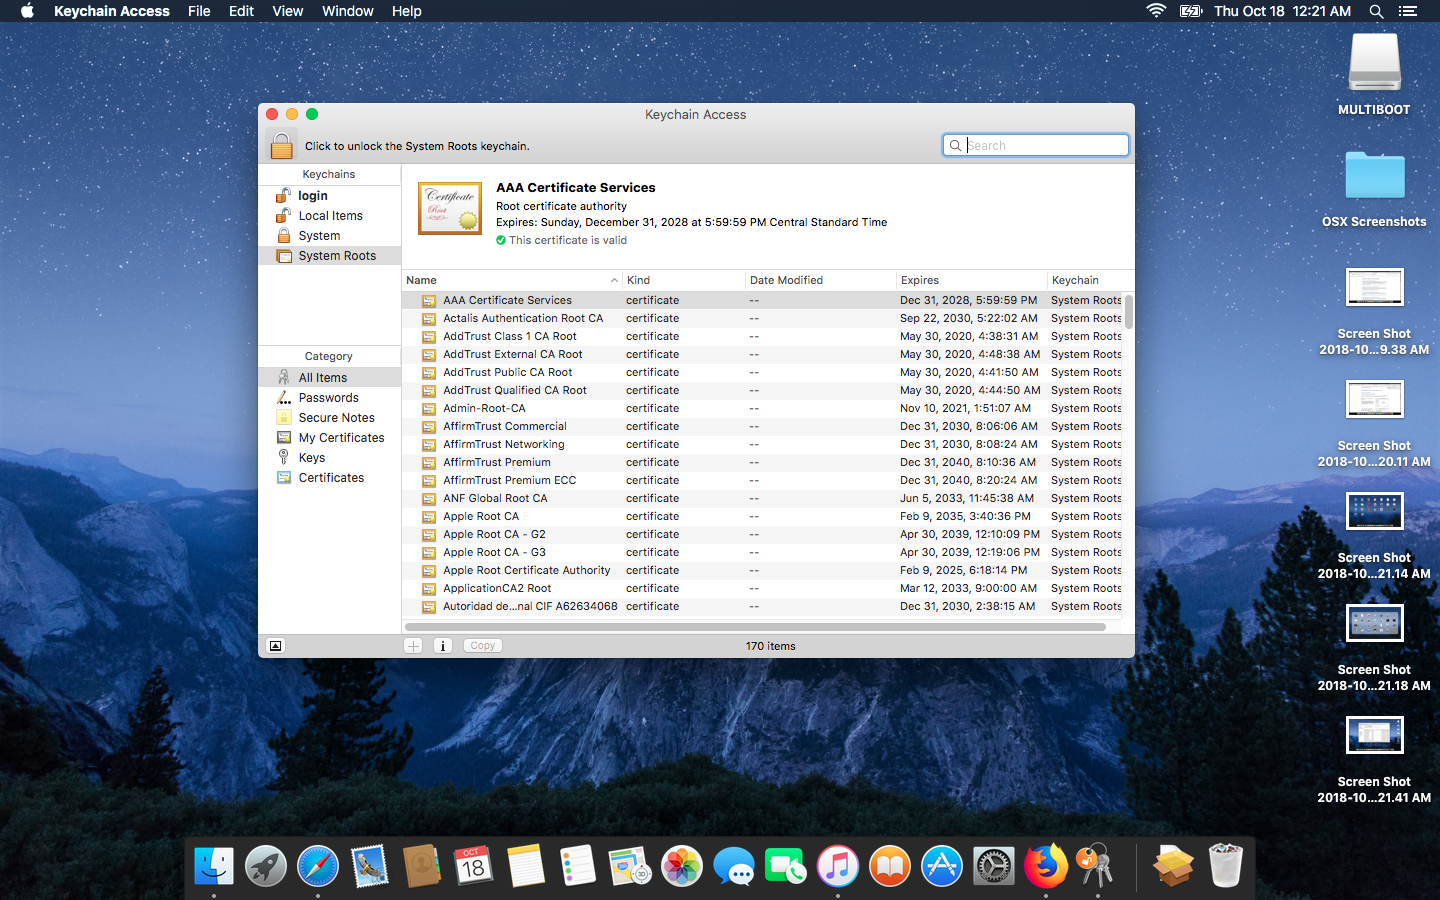 Keychain Access File Edit View Window Help
Thu Oct 18 12:21 AM
Keychain Access
Click to unlock the System Roots keychain.
Search
Keychains
login
Local Items
System
System Roots
Category
All Items
Passwords
Secure Notes
My Certificates
Keys
Certificates
Certificate
Root
AAA Certificate Services
Root certificate authority
Expires: Sunday, December 31, 2028 at 5:59:59 PM Central Standard Time
This certificate is valid
Name Kind Date Modified Expires Keychain
AAA Certificate Services certificate -- Dec 31, 2028, 5:59:59 PM System Roots
Actalis Authentication Root CA certificate -- Sep 22, 2030, 5:22:02 AM System Roots
AddTrust Class 1 CA Root certificate -- May 30, 2020, 4:38:31 AM System Roots
AddTrust External CA Root certificate -- May 30, 2020, 4:48:38 AM System Roots
AddTrust Public CA Root certificate -- May 30, 2020, 4:41:50 AM System Roots
AddTrust Qualified CA Root certificate -- May 30, 2020, 4:44:50 AM System Roots
Admin-Root-CA certificate -- Nov 10, 2021, 1:51:07 AM System Roots
AffirmTrust Commercial certificate -- Dec 31, 2030, 8:06:06 AM System Roots
AffirmTrust Networking certificate -- Dec 31, 2030, 8:08:24 AM System Roots
AffirmTrust Premium certificate -- Dec 31, 2040, 8:10:36 AM System Roots
AffirmTrust Premium ECC certificate -- Dec 31, 2040, 8:20:24 AM System Roots
ANF Global Root CA certificate -- Jun 5, 2033, 11:45:38 AM System Roots
Apple Root CA certificate -- Feb 9, 2035, 3:40:36 PM System Roots
Apple Root CA - G2 certificate -- Apr 30, 2039, 12:10:09 PM System Roots
Apple Root CA - G3 certificate -- Apr 30, 2039, 12:19:06 PM System Roots
Apple Root Certificate Authority certificate -- Feb 9, 2025, 6:18:14 PM System Roots
ApplicationCA2 Root certificate -- Mar 12, 2033, 9:00:00 AM System Roots
Autoridad de...nal CIF A62634068 certificate -- Dec 31, 2030, 2:38:15 AM System Roots
Copy
170 items
MULTIBOOT
OSX Screenshots
Screen Shot
2018-10...9.38 AM
Screen Shot
2018-10...20.11 AM
Screen Shot
2018-10...21.14 AM
Screen Shot
2018-10...21.18 AM
Screen Shot
2018-10...21.41 AM
OCT
18